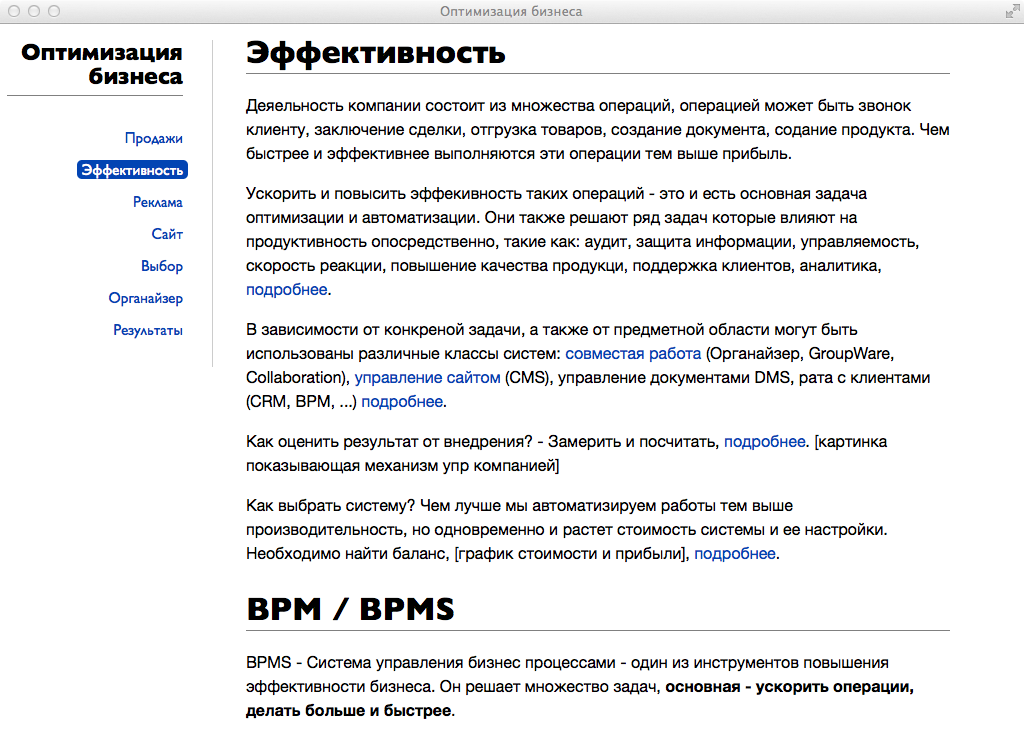 Оптимизация бизнеса
Оптимизация
бизнеса
Продажи
Эффективность
Реклама
Сайт
Выбор
Органайзер
Результаты
Эффективность
Деяельность компании состоит из множества операций, операцией может быть звонок
клиенту, заключение сделки, отгрузка товаров, создание документа, содание продукта. Чем
быстрее и эффективнее выполняются эти операции тем выше прибыль.
Ускорить и повысить эффекивность таких операций - это и есть основная задача
оптимизации и автоматизации. Они также решают ряд задач которые влияют на
продуктивность опосредственно, такие как: аудит, защита информации, управляемость,
скорость реакции, повышение качества продукци, поддержка клиентов, аналитика,
подробнее.
В зависимости от конкреной задачи, а также от предметной области могут быть
использованы различные классы систем: совместая работа (Органайзер, GroupWare,
Collaboration), управление сайтом (CMS), управление документами DMS, рата с клиентами
(CRM, BPM, ...) подробнее.
Как оценить результат от внедрения? - Замерить и посчитать, подробнее. [картинка
показывающая механизм упр компанией]
Как выбрать систему? Чем лучше мы автоматизируем работы тем выше
производительность, но одновременно и растет стоимость системы и ее настройки.
Необходимо найти баланс, [график стоимости и прибыли], подробнее.
BPM / BPMS
BPMS - Система управления бизнес процессами - один из инструментов повышения
эффективности бизнеса. Он решает множество задач, основная - ускорить операции,
делать больше и быстрее.